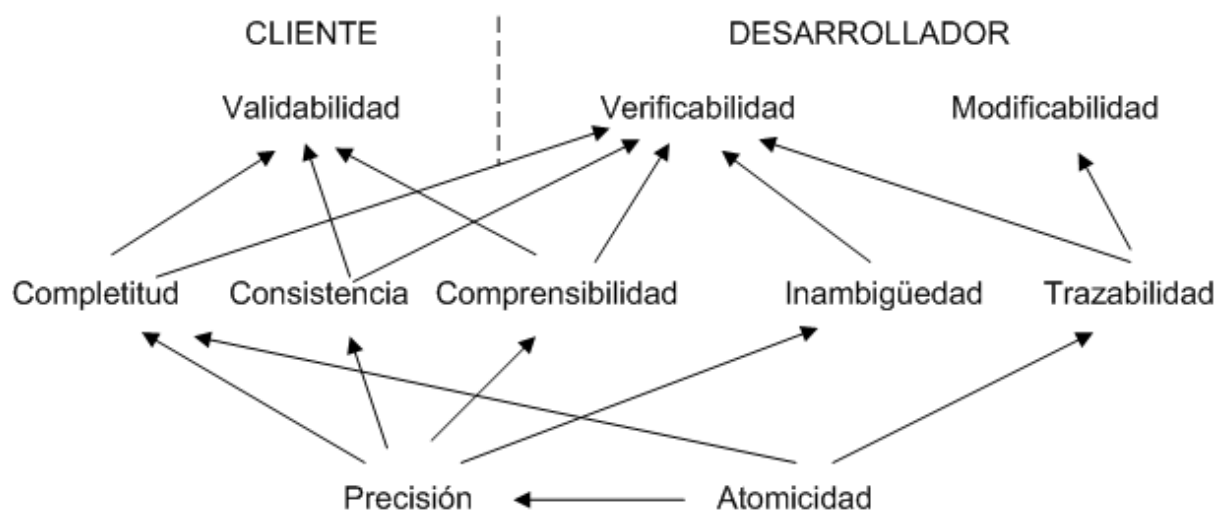 CLIENTE DESARROLLADOR
Validabilidad Verificabilidad Modificabilidad
Completitud Consistencia Comprensibilidad Inambigüedad Trazabilidad
Precisión Atomicidad